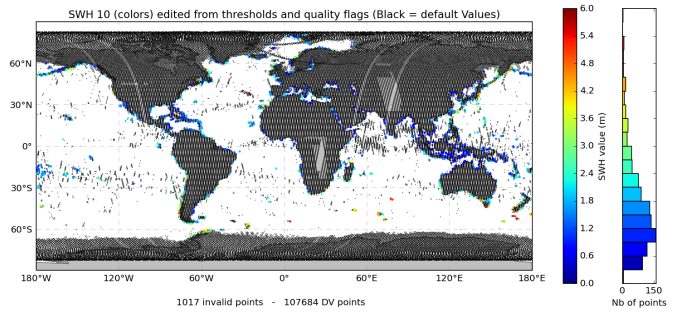 SWH 10 (colors) edited from thresholds and quality flags (Black = default Values)
60°N
30°N
0°
30°S
60°S
180°W 120°W 60°W 0° 60°E 120°E 180°E
1017 invalid points - 107684 DV points
6.0
5.4
4.8
4.2
3.6
3.0
2.4
1.8
1.2
0.6
0.0
SWH value (m)
0 150
Nb of points